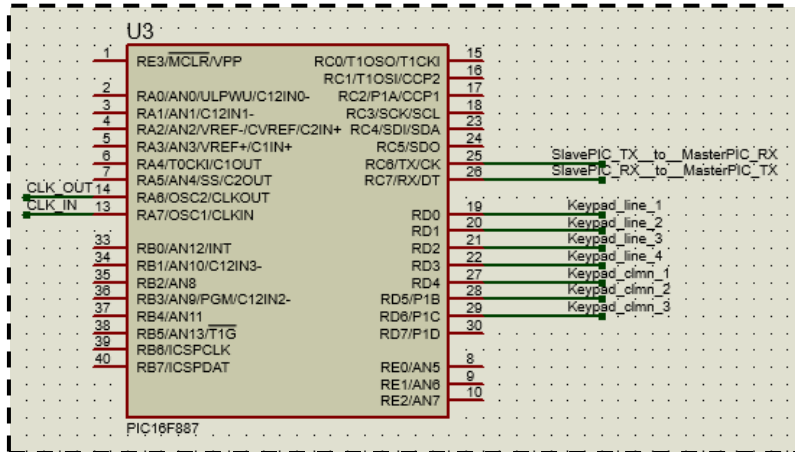 U3
1 RE3/MCLR/VPP
2 RA0/AN0/ULPWU/C12IN0-
3 RA1/AN1/C12IN1-
4 RA2/AN2/VREF-/CVREF/C2IN+
5 RA3/AN3/VREF+/C1IN+
6 RA4/T0CKI/C1OUT
7 RA5/AN4/SS/C2OUT
CLK_OUT 14 RA6/OSC2/CLKOUT
CLK_IN 13 RA7/OSC1/CLKIN
33 RB0/AN12/INT
34 RB1/AN10/C12IN3-
35 RB2/AN8
36 RB3/AN9/PGM/C12IN2-
37 RB4/AN11
38 RB5/AN13/T1G
39 RB6/ICSPCLK
40 RB7/ICSPDAT
RC0/T1OSO/T1CKI 15
RC1/T1OSI/CCP2 16
RC2/P1A/CCP1 17
RC3/SCK/SCL 18
RC4/SDI/SDA 23
RC5/SDO 24
RC6/TX/CK 25 SlavePIC_TX__to__MasterPIC_RX
RC7/RX/DT 26 SlavePIC_RX__to__MasterPIC_TX
RD0 19 Keypad_line_1
RD1 20 Keypad_line_2
RD2 21 Keypad_line_3
RD3 22 Keypad_line_4
RD4 27 Keypad_clmn_1
RD5/P1B 28 Keypad_clmn_2
RD6/P1C 29 Keypad_clmn_3
RD7/P1D 30
RE0/AN5 8
RE1/AN6 9
RE2/AN7 10
PIC16F887